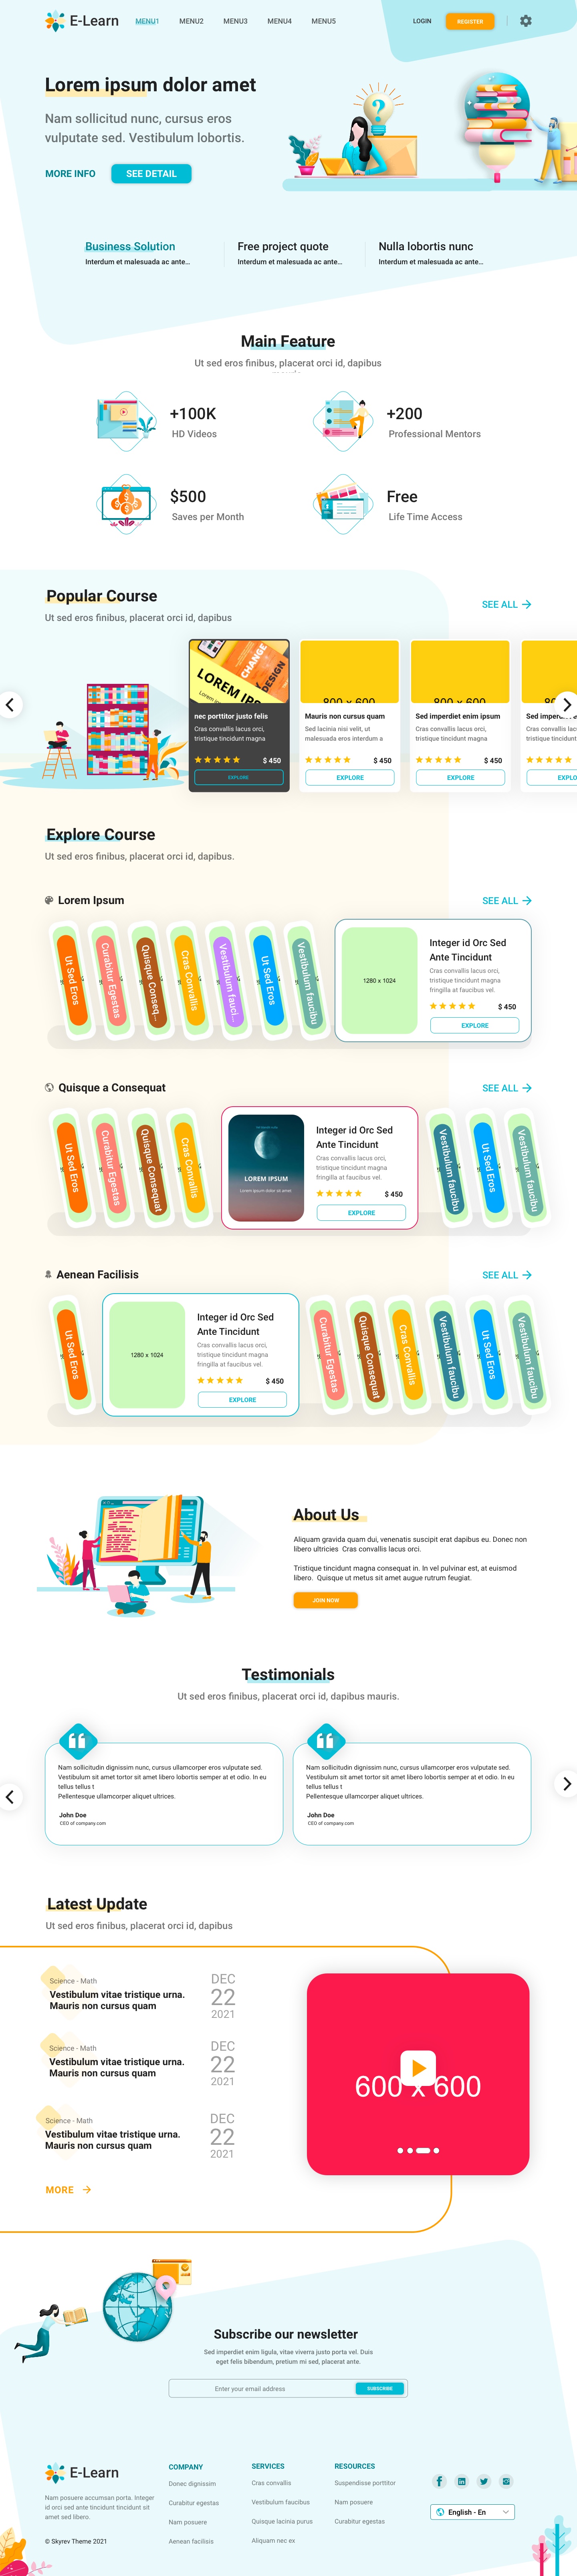 E-Learn
MENU1
MENU2
MENU3
MENU4
MENU5
LOGIN
REGISTER
Lorem ipsum dolor amet
Nam sollicitud nunc, cursus eros
vulputate sed. Vestibulum lobortis.
MORE INFO
SEE DETAIL
Business Solution
Interdum et malesuada ac ante...
Free project quote
Interdum et malesuada ac ante...
Nulla lobortis nunc
Interdum et malesuada ac ante...
Main Feature
Ut sed eros finibus, placerat orci id, dapibus
+100K
HD Videos
+200
Professional Mentors
$500
Saves per Month
Free
Life Time Access
Popular Course
Ut sed eros finibus, placerat orci id, dapibus
SEE ALL
CHANGE
DESIGN
LOREM IPS
nec porttitor justo felis
Cras convallis lacus orci,
tristique tincidunt magna
$ 450
EXPLORE
800 x 600
Mauris non cursus quam
Sed lacinia nisi velit, ut
malesuada eros interdum a
$ 450
EXPLORE
800 x 600
Sed imperdiet enim ipsum
Cras convallis lacus orci,
tristique tincidunt magna
$ 450
EXPLORE
Cras convallis lac
tristique tincidunt
EXPLO
Explore Course
Ut sed eros finibus, placerat orci id, dapibus.
Lorem Ipsum
SEE ALL
Ut Sed Eros
Curabitur Egestas
Quisque Conseq...
Cras Convallis
Vestibulum fauci...
Ut Sed Eros
Vestibulum faucibu
1280 x 1024
Integer id Orc Sed
Ante Tincidunt
Cras convallis lacus orci,
tristique tincidunt magna
fringilla at faucibus vel.
$ 450
EXPLORE
Quisque a Consequat
SEE ALL
Ut Sed Eros
Curabitur Egestas
Quisque Consequat
Cras Convallis
LOREM IPSUM
Lorem ipsum dolor sit amet
Integer id Orc Sed
Ante Tincidunt
Cras convallis lacus orci,
tristique tincidunt magna
fringilla at faucibus vel.
$ 450
EXPLORE
Vestibulum faucibu
Ut Sed Eros
Vestibulum faucibu
Aenean Facilisis
SEE ALL
Ut Sed Eros
1280 x 1024
Integer id Orc Sed
Ante Tincidunt
Cras convallis lacus orci,
tristique tincidunt magna
fringilla at faucibus vel.
$ 450
EXPLORE
Curabitur Egestas
Quisque Consequat
Cras Convallis
Vestibulum faucibu
Ut Sed Eros
Vestibulum faucibu
About Us
Aliquam gravida quam dui, venenatis suscipit erat dapibus eu. Donec non
libero ultricies Cras convallis lacus orci.
Tristique tincidunt magna consequat in. In vel pulvinar est, at euismod
libero. Quisque ut metus sit amet augue rutrum feugiat.
JOIN NOW
Testimonials
Ut sed eros finibus, placerat orci id, dapibus mauris.
Nam sollicitudin dignissim nunc, cursus ullamcorper eros vulputate sed.
Vestibulum sit amet tortor sit amet libero lobortis semper at et odio. In eu
tellus tellus t
Pellentesque ullamcorper aliquet ultrices.
John Doe
CEO of company.com
Nam sollicitudin dignissim nunc, cursus ullamcorper eros vulputate sed.
Vestibulum sit amet tortor sit amet libero lobortis semper at et odio. In eu
tellus tellus t
Pellentesque ullamcorper aliquet ultrices.
John Doe
CEO of company.com
Latest Update
Ut sed eros finibus, placerat orci id, dapibus
Science - Math
Vestibulum vitae tristique urna.
Mauris non cursus quam
DEC
22
2021
Science - Math
Vestibulum vitae tristique urna.
Mauris non cursus quam
DEC
22
2021
Science - Math
Vestibulum vitae tristique urna.
Mauris non cursus quam
DEC
22
2021
MORE
600 x 600
Subscribe our newsletter
Sed imperdiet enim ligula, vitae viverra justo porta vel. Duis
eget felis bibendum, pretium mi sed, placerat ante.
Enter your email address
SUBSCRIBE
E-Learn
Nam posuere accumsan porta. Integer
id orci sed ante tincidunt tincidunt sit
amet sed libero.
© Skyrev Theme 2021
COMPANY
Donec dignissim
Curabitur egestas
Nam posuere
Aenean facilisis
SERVICES
Cras convallis
Vestibulum faucibus
Quisque lacinia purus
Aliquam nec ex
RESOURCES
Suspendisse porttitor
Nam posuere
Curabitur egestas
English - En